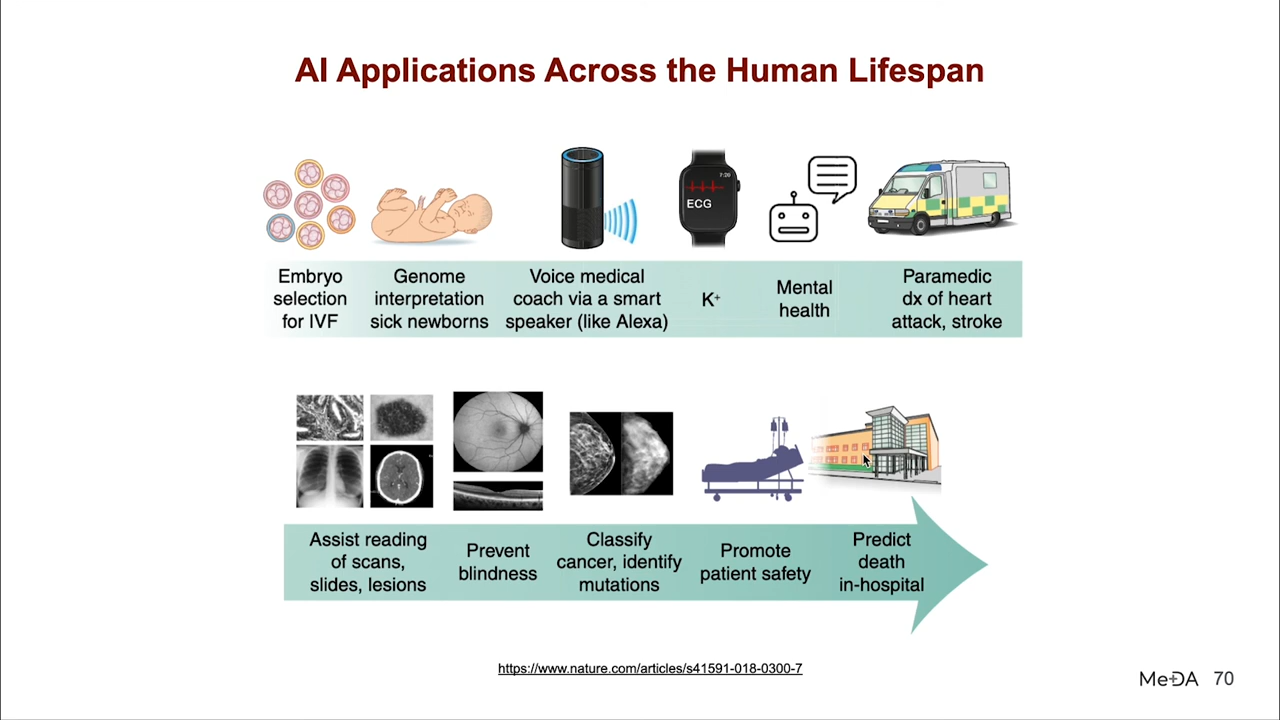 AI Applications Across the Human Lifespan
7:20
ECG
Embryo
selection
for IVF
Genome
interpretation
sick newborns
Voice medical
coach via a smart
speaker (like Alexa)
K⁺
Mental
health
Paramedic
dx of heart
attack, stroke
Assist reading
of scans,
slides, lesions
Prevent
blindness
Classify
cancer, identify
mutations
Promote
patient safety
Predict
death
in-hospital
https://www.nature.com/articles/s41591-018-0300-7
MeDA 70